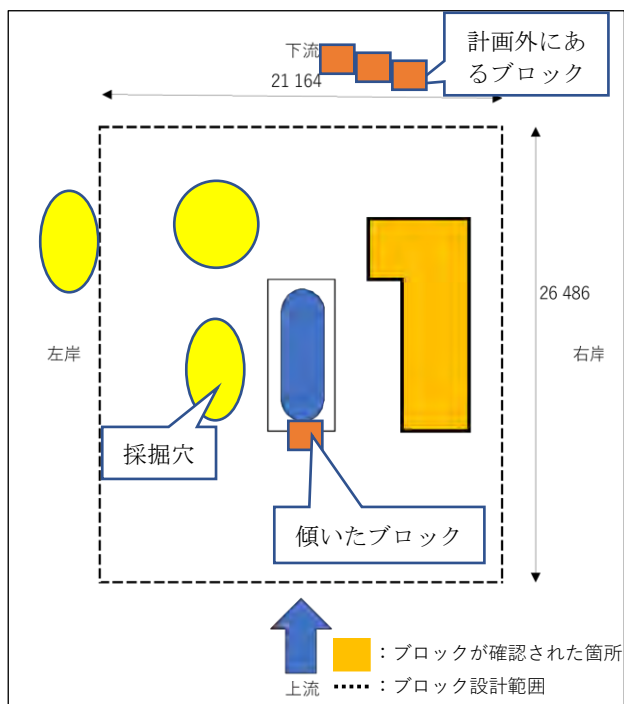 計画外にあ
るブロック
下流
21 164
26 486
左岸
右岸
採掘穴
傾いたブロック
：ブロックが確認された箇所
：ブロック設計範囲
上流